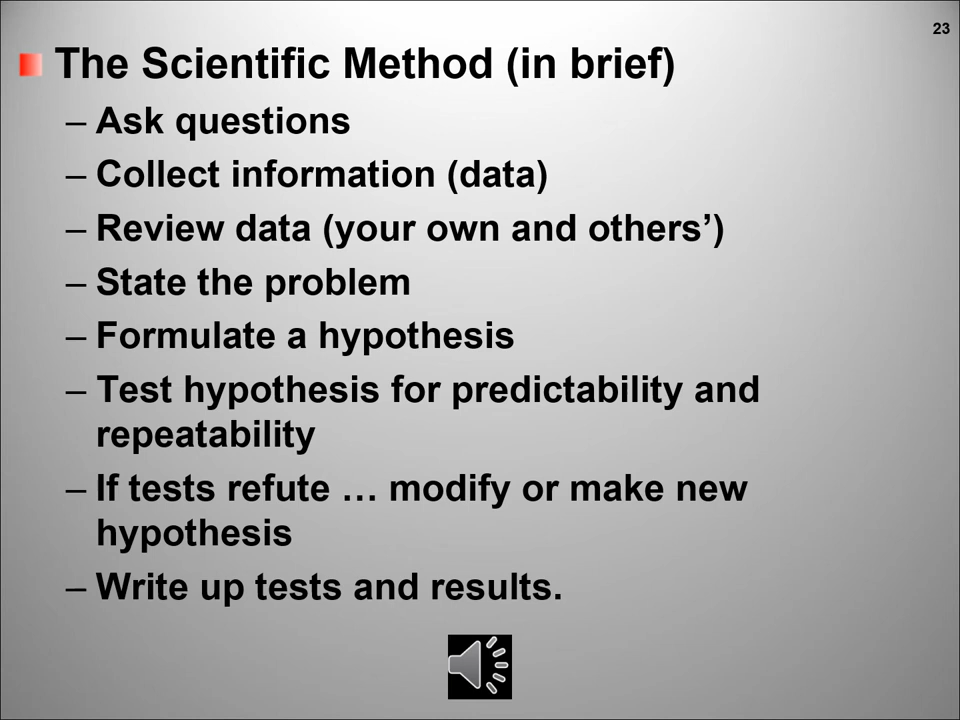 23
The Scientific Method (in brief)
– Ask questions
– Collect information (data)
– Review data (your own and others’)
– State the problem
– Formulate a hypothesis
– Test hypothesis for predictability and
repeatability
– If tests refute … modify or make new
hypothesis
– Write up tests and results.